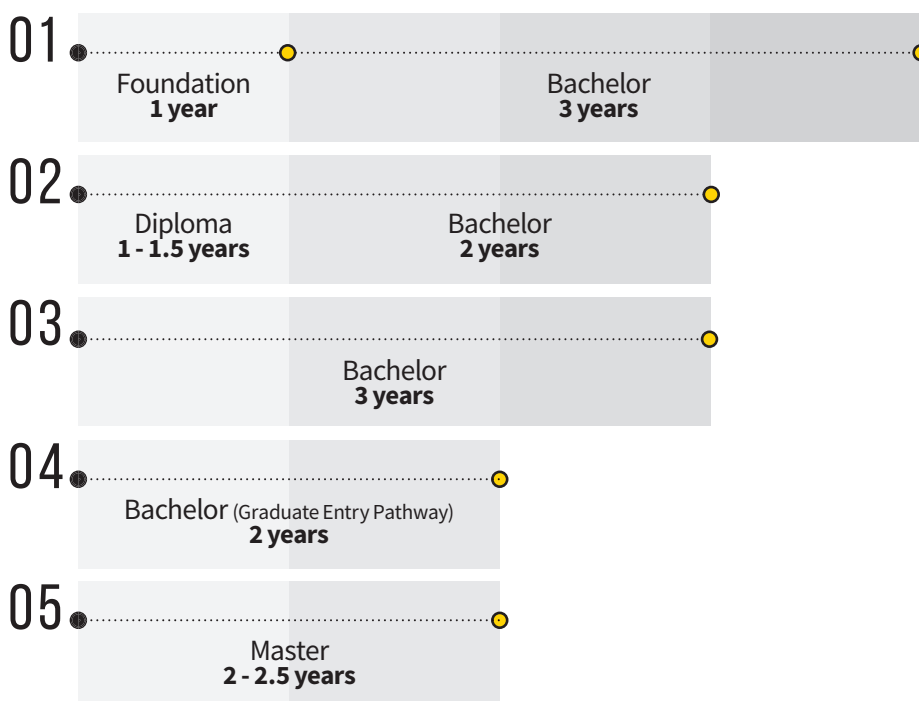 01
Foundation
1 year
Bachelor
3 years
02
Diploma
1 - 1.5 years
Bachelor
2 years
03
Bachelor
3 years
04
Bachelor (Graduate Entry Pathway)
2 years
05
Master
2 - 2.5 years